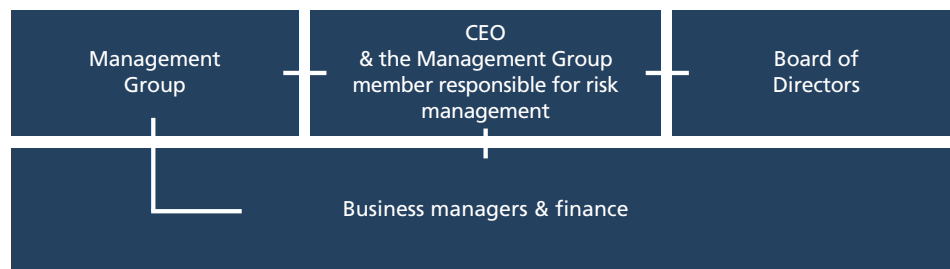 Management
Group
CEO
& the Management Group
member responsible for risk
management
Board of
Directors
Business managers & finance